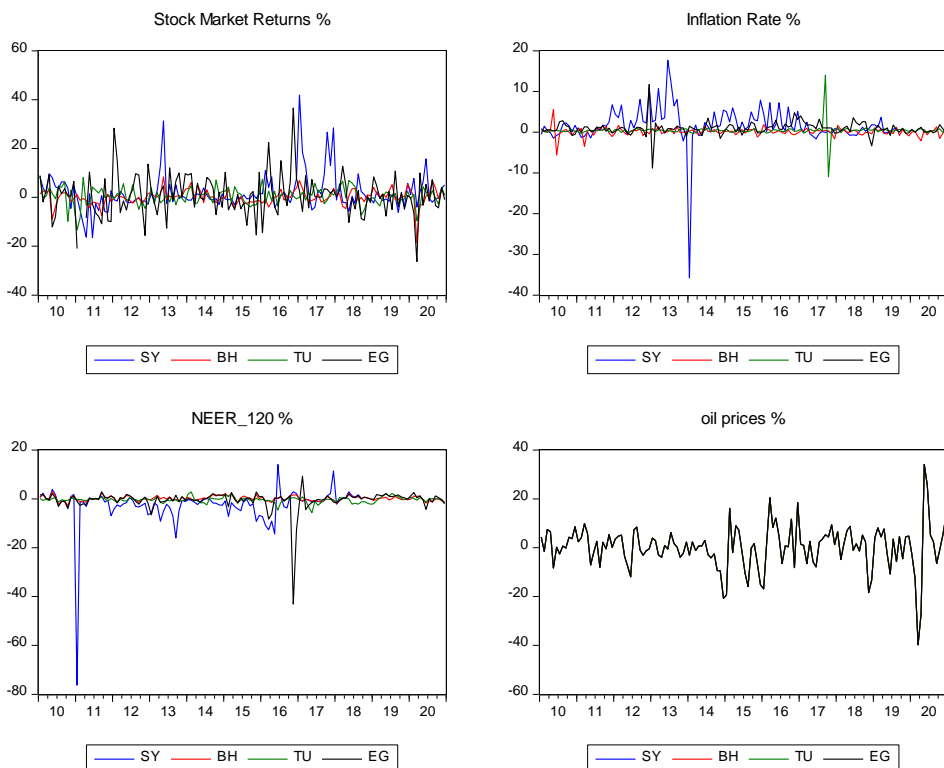 Stock Market Returns %
60
40
20
0
-20
-40
10 11 12 13 14 15 16 17 18 19 20
SY BH TU EG
Inflation Rate %
20
10
0
-10
-20
-30
-40
10 11 12 13 14 15 16 17 18 19 20
SY BH TU EG
NEER_120 %
20
0
-20
-40
-60
-80
10 11 12 13 14 15 16 17 18 19 20
SY BH TU EG
oil prices %
40
20
0
-20
-40
-60
10 11 12 13 14 15 16 17 18 19 20
SY BH TU EG